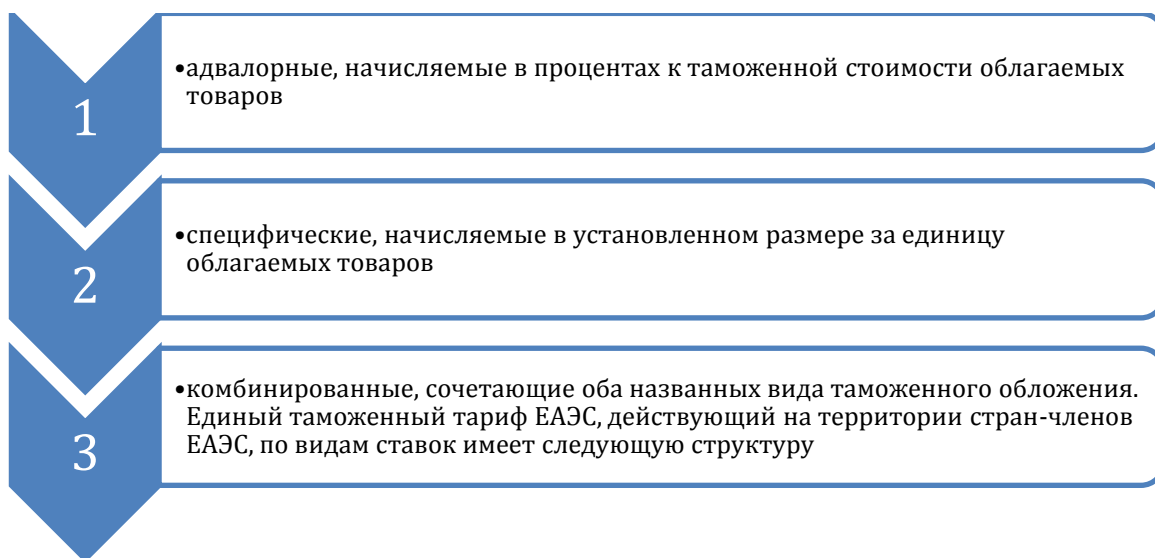 1
•адвалорные, начисляемые в процентах к таможенной стоимости облагаемых
товаров
2
•специфические, начисляемые в установленном размере за единицу
облагаемых товаров
3
•комбинированные, сочетающие оба названных вида таможенного обложения.
Единый таможенный тариф ЕАЭС, действующий на территории стран-членов
ЕАЭС, по видам ставок имеет следующую структуру